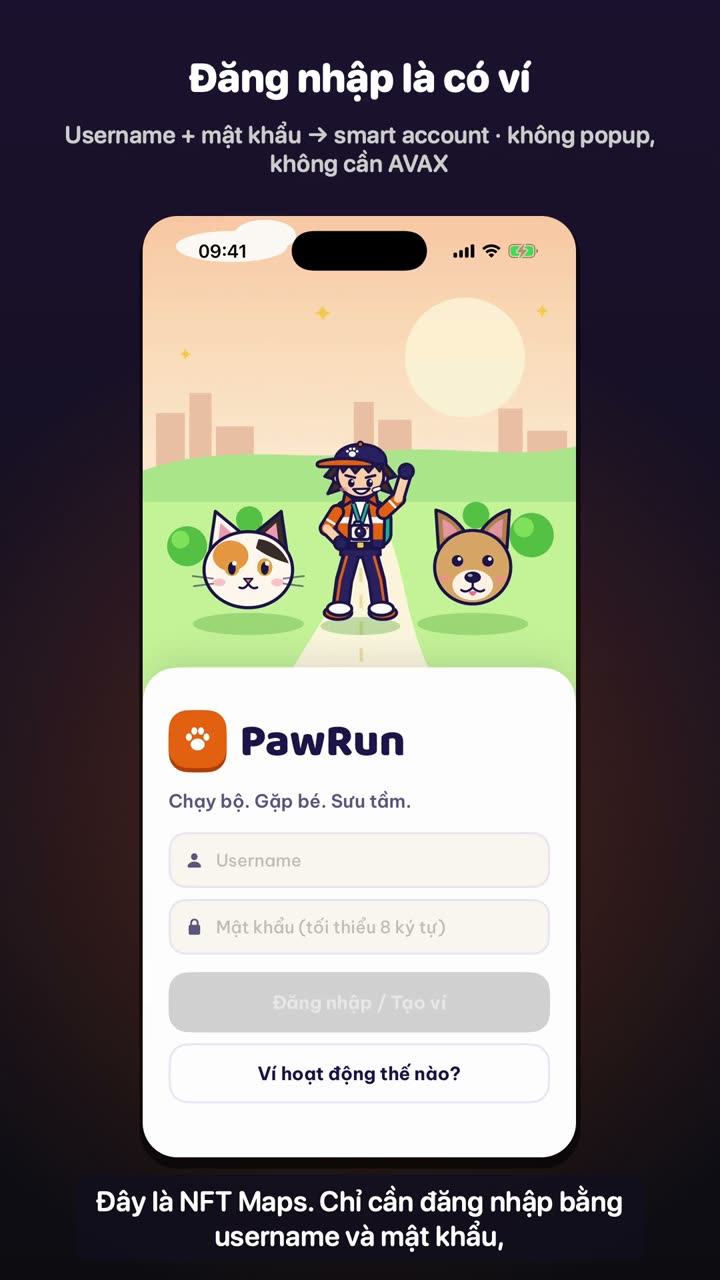 Đăng nhập là có ví
Username + mật khẩu → smart account · không popup,
không cần AVAX
09:41
PawRun
Chạy bộ. Gặp bé. Sưu tầm.
Username
Mật khẩu (tối thiểu 8 ký tự)
Đăng nhập / Tạo ví
Ví hoạt động thế nào?
Đây là NFT Maps. Chỉ cần đăng nhập bằng
username và mật khẩu,